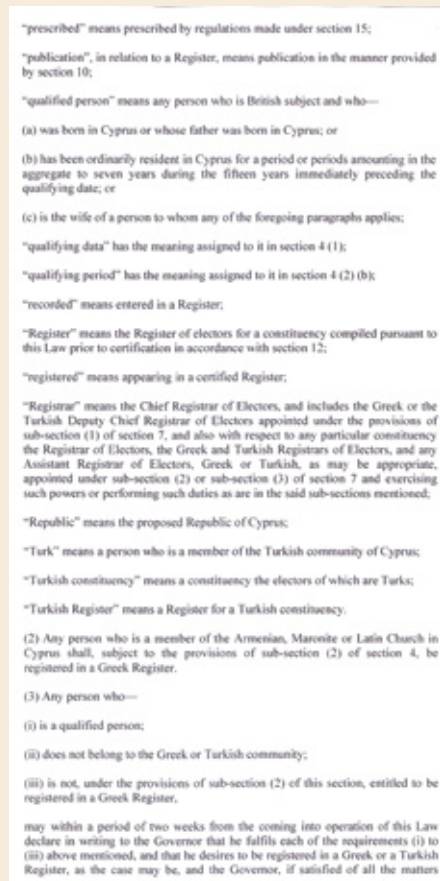 “prescribed” means prescribed by regulations made under section 15;
“publication”, in relation to a Register, means publication in the manner provided
by section 10;
“qualified person” means any person who is British subject and who—
(a) was born in Cyprus or whose father was born in Cyprus; or
(b) has been ordinarily resident in Cyprus for a period or periods amounting in the
aggregate to seven years during the fifteen years immediately preceding the
qualifying date; or
(c) is the wife of a person to whom any of the foregoing paragraphs applies;
“qualifying data” has the meaning assigned to it in section 4 (1);
“qualifying period” has the meaning assigned to it in section 4 (2) (b);
“recorded” means entered in a Register;
“Register” means the Register of electors for a constituency compiled pursuant to
this Law prior to certification in accordance with section 12;
“registered” means appearing in a certified Register;
“Registrar” means the Chief Registrar of Electors, and includes the Greek or the
Turkish Deputy Chief Registrar of Electors appointed under the provisions of
sub-section (1) of section 7, and also with respect to any particular constituency
the Registrar of Electors, the Greek and Turkish Registrars of Electors, and any
Assistant Registrar of Electors, Greek or Turkish, as may be appropriate,
appointed under sub-section (2) or sub-section (3) of section 7 and exercising
such powers or performing such duties as are in the said sub-sections mentioned;
“Republic” means the proposed Republic of Cyprus;
“Turk” means a person who is a member of the Turkish community of Cyprus;
“Turkish constituency” means a constituency the electors of which are Turks;
“Turkish Register” means a Register for a Turkish constituency.
(2) Any person who is a member of the Armenian, Maronite or Latin Church in
Cyprus shall, subject to the provisions of sub-section (2) of section 4, be
registered in a Greek Register.
(3) Any person who—
(i) is a qualified person;
(ii) does not belong to the Greek or Turkish community;
(iii) is not, under the provisions of sub-section (2) of this section, entitled to be
registered in a Greek Register,
may within a period of two weeks from the coming into operation of this Law
declare in writing to the Governor that he fulfils each of the requirements (i) to
(iii) above mentioned, and that he desires to be registered in a Greek or a Turkish
Register, as the case may be, and the Governor, if satisfied of all the matters